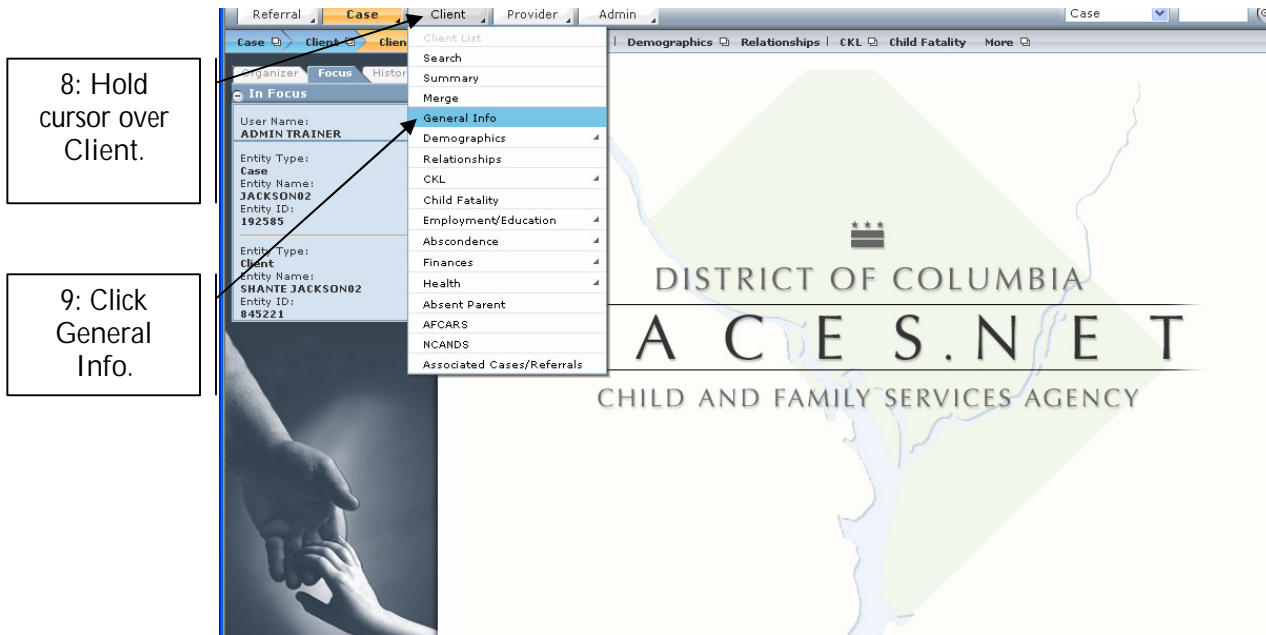 Referral Case Client Provider Admin Case
Case Client Demographics Relationships CKL Child Fatality More
8: Hold
cursor over
Client.
9: Click
General
Info.
Organizer Focus
In Focus
User Name:
ADMIN TRAINER
Entity Type:
Case
Entity Name:
JACKSON02
Entity ID:
192585
Entity Type:
Client
Entity Name:
SHANTE JACKSON02
Entity ID:
845221
Client List
Search
Summary
Merge
General Info
Demographics
Relationships
CKL
Child Fatality
Employment/Education
Abscondence
Finances
Health
Absent Parent
AFCARS
NCANDS
Associated Cases/Referrals
DISTRICT OF COLUMBIA
A C E S . N E T
CHILD AND FAMILY SERVICES AGENCY